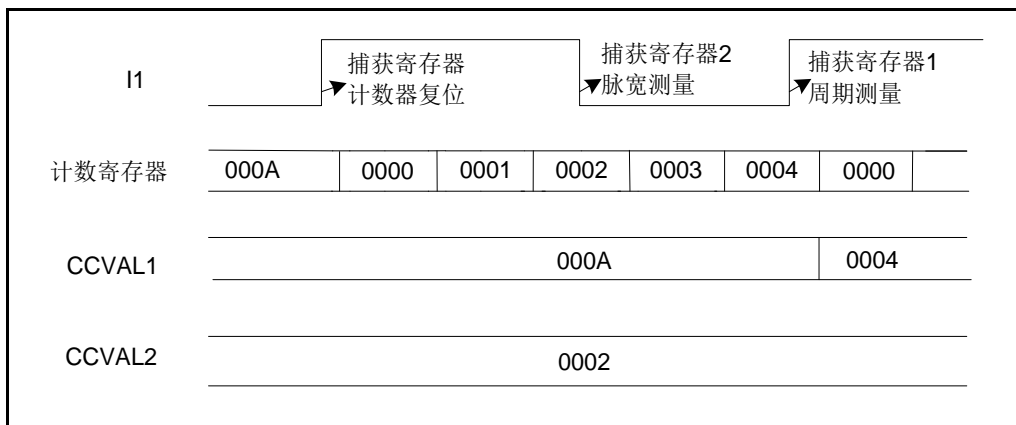 I1
捕获寄存器
计数器复位
捕获寄存器2
脉宽测量
捕获寄存器1
周期测量
计数寄存器 000A 0000 0001 0002 0003 0004 0000
CCVAL1 000A 0004
CCVAL2 0002